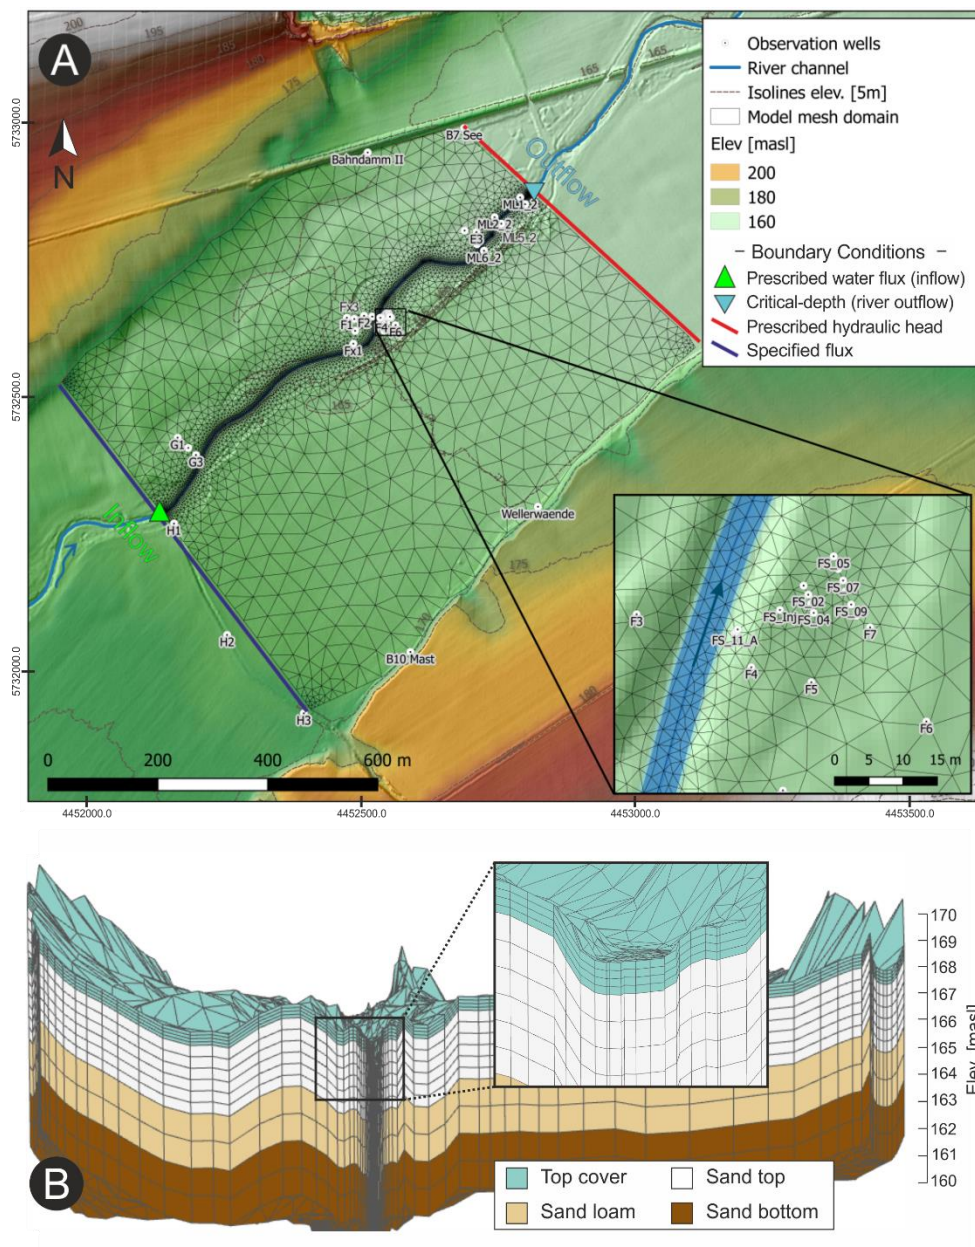 A
N
200
195
185
180
175
165
165
5733000.0
5732500.0
5732000.0
B7 See
Bahndamm II
Outflow
ML1_2
ML2_2
E3
ML5_2
ML6_2
Fx3
F1
F2
F4
F6
Fx1
165
G1
G3
Inflow
H1
Wellerwaende
175
H2
B10 Mast
180
H3
0 200 400 600 m
4452000.0 4452500.0 4453000.0 4453500.0
Observation wells
River channel
Isolines elev. [5m]
Model mesh domain
Elev [masl]
200
180
160
– Boundary Conditions –
Prescribed water flux (inflow)
Critical-depth (river outflow)
Prescribed hydraulic head
Specified flux
FS_05
FS_07
FS_02
F3
FS_Inj
FS_04
FS_09
FS_11_A
F7
F4
F5
F6
0 5 10 15 m
B
170
169
168
167
166
165
164
163
162
161
160
Elev. [masl]
Top cover
Sand top
Sand loam
Sand bottom